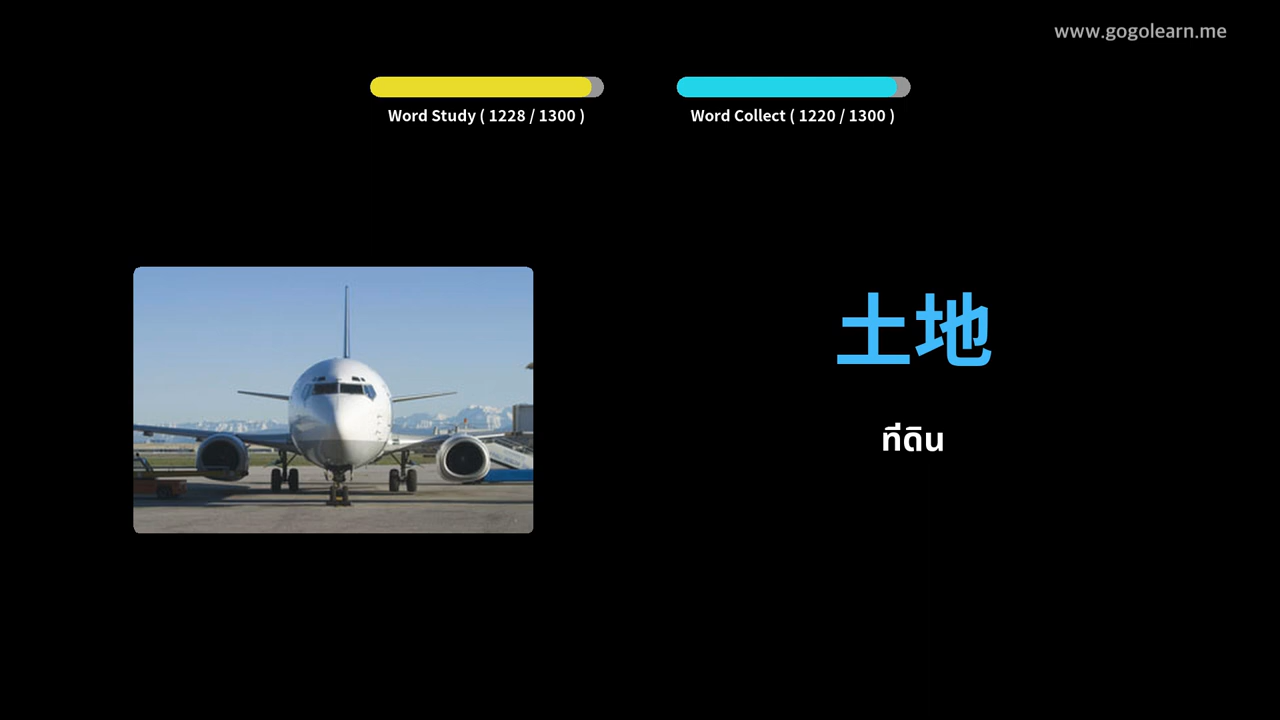 www.gogolearn.me
Word Study ( 1228 / 1300 )
Word Collect ( 1220 / 1300 )
土地
ที่ดิน